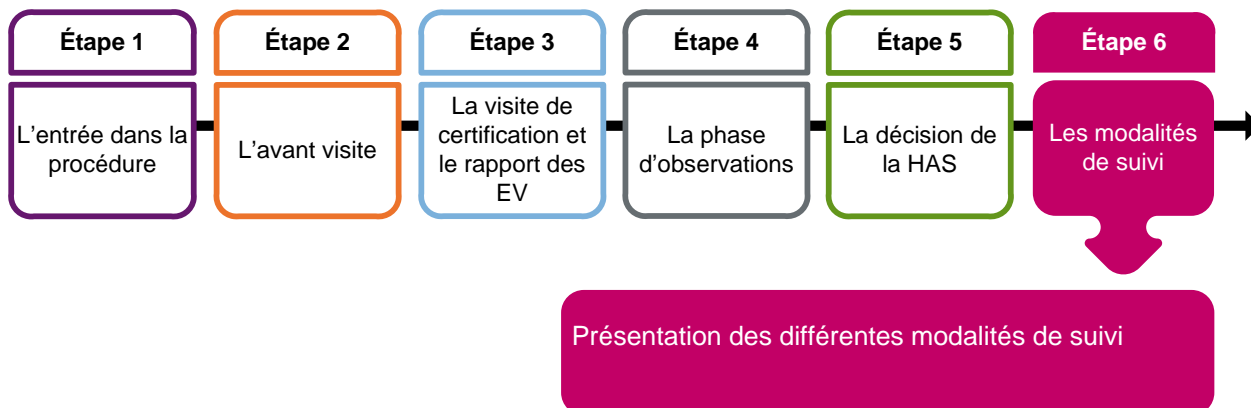 Étape 1
Étape 2
Étape 3
Étape 4
Étape 5
Étape 6
L'entrée dans la
procédure
L'avant visite
La visite de
certification et
le rapport des
EV
La phase
d'observations
La décision de
la HAS
Les modalités
de suivi
Présentation des différentes modalités de suivi